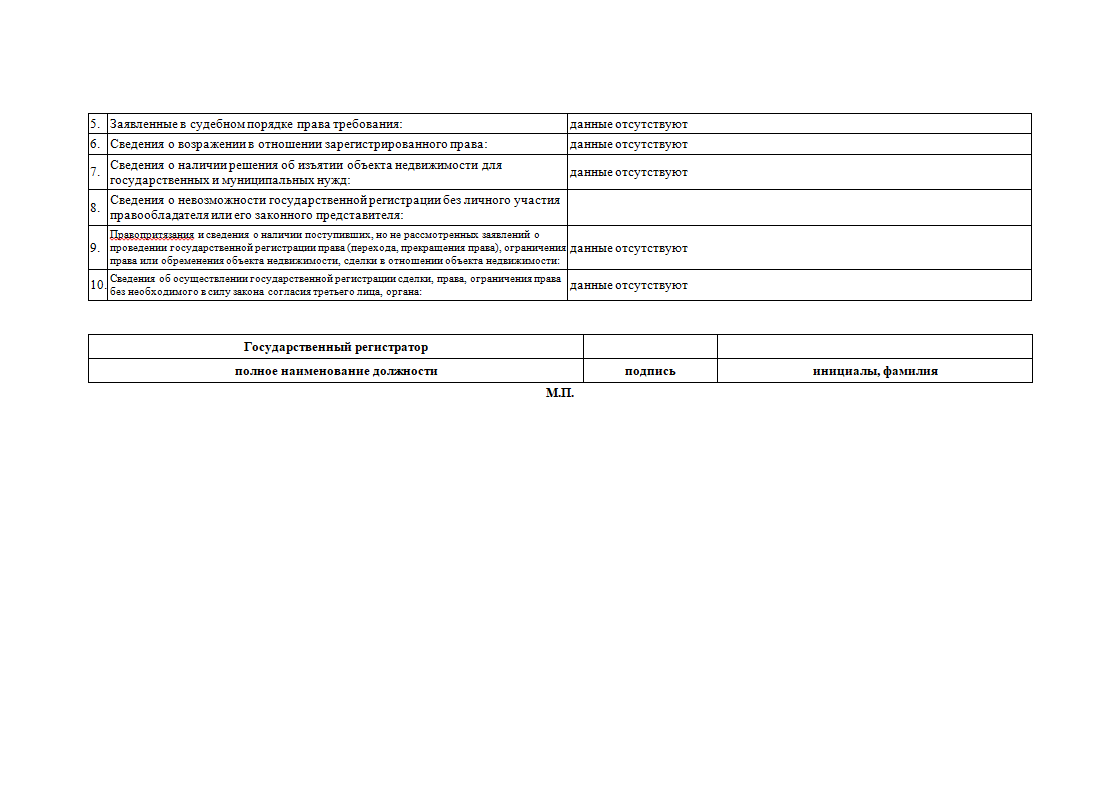 5. Заявленные в судебном порядке права требования: данные отсутствуют
6. Сведения о возражении в отношении зарегистрированного права: данные отсутствуют
7. Сведения о наличии решения об изъятии объекта недвижимости для
государственных и муниципальных нужд: данные отсутствуют
8. Сведения о невозможности государственной регистрации без личного участия
правообладателя или его законного представителя:
9. Правопритязания и сведения о наличии поступивших, но не рассмотренных заявлений о
проведении государственной регистрации права (перехода, прекращения права), ограничения
права или обременения объекта недвижимости, сделки в отношении объекта недвижимости: данные отсутствуют
10. Сведения об осуществлении государственной регистрации сделки, права, ограничения права
без необходимого в силу закона согласия третьего лица, органа: данные отсутствуют
Государственный регистратор
полное наименование должности подпись инициалы, фамилия
М.П.